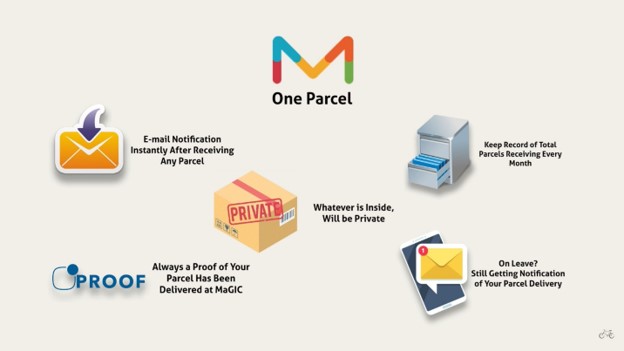 One Parcel
E-mail Notification
Instantly After Receiving
Any Parcel
Keep Record of Total
Parcels Receiving Every
Month
PRIVATE
Whatever is Inside,
Will be Private
PROOF
Always a Proof of Your
Parcel Has Been
Delivered at MaGIC
1
On Leave?
Still Getting Notification
of Your Parcel Delivery